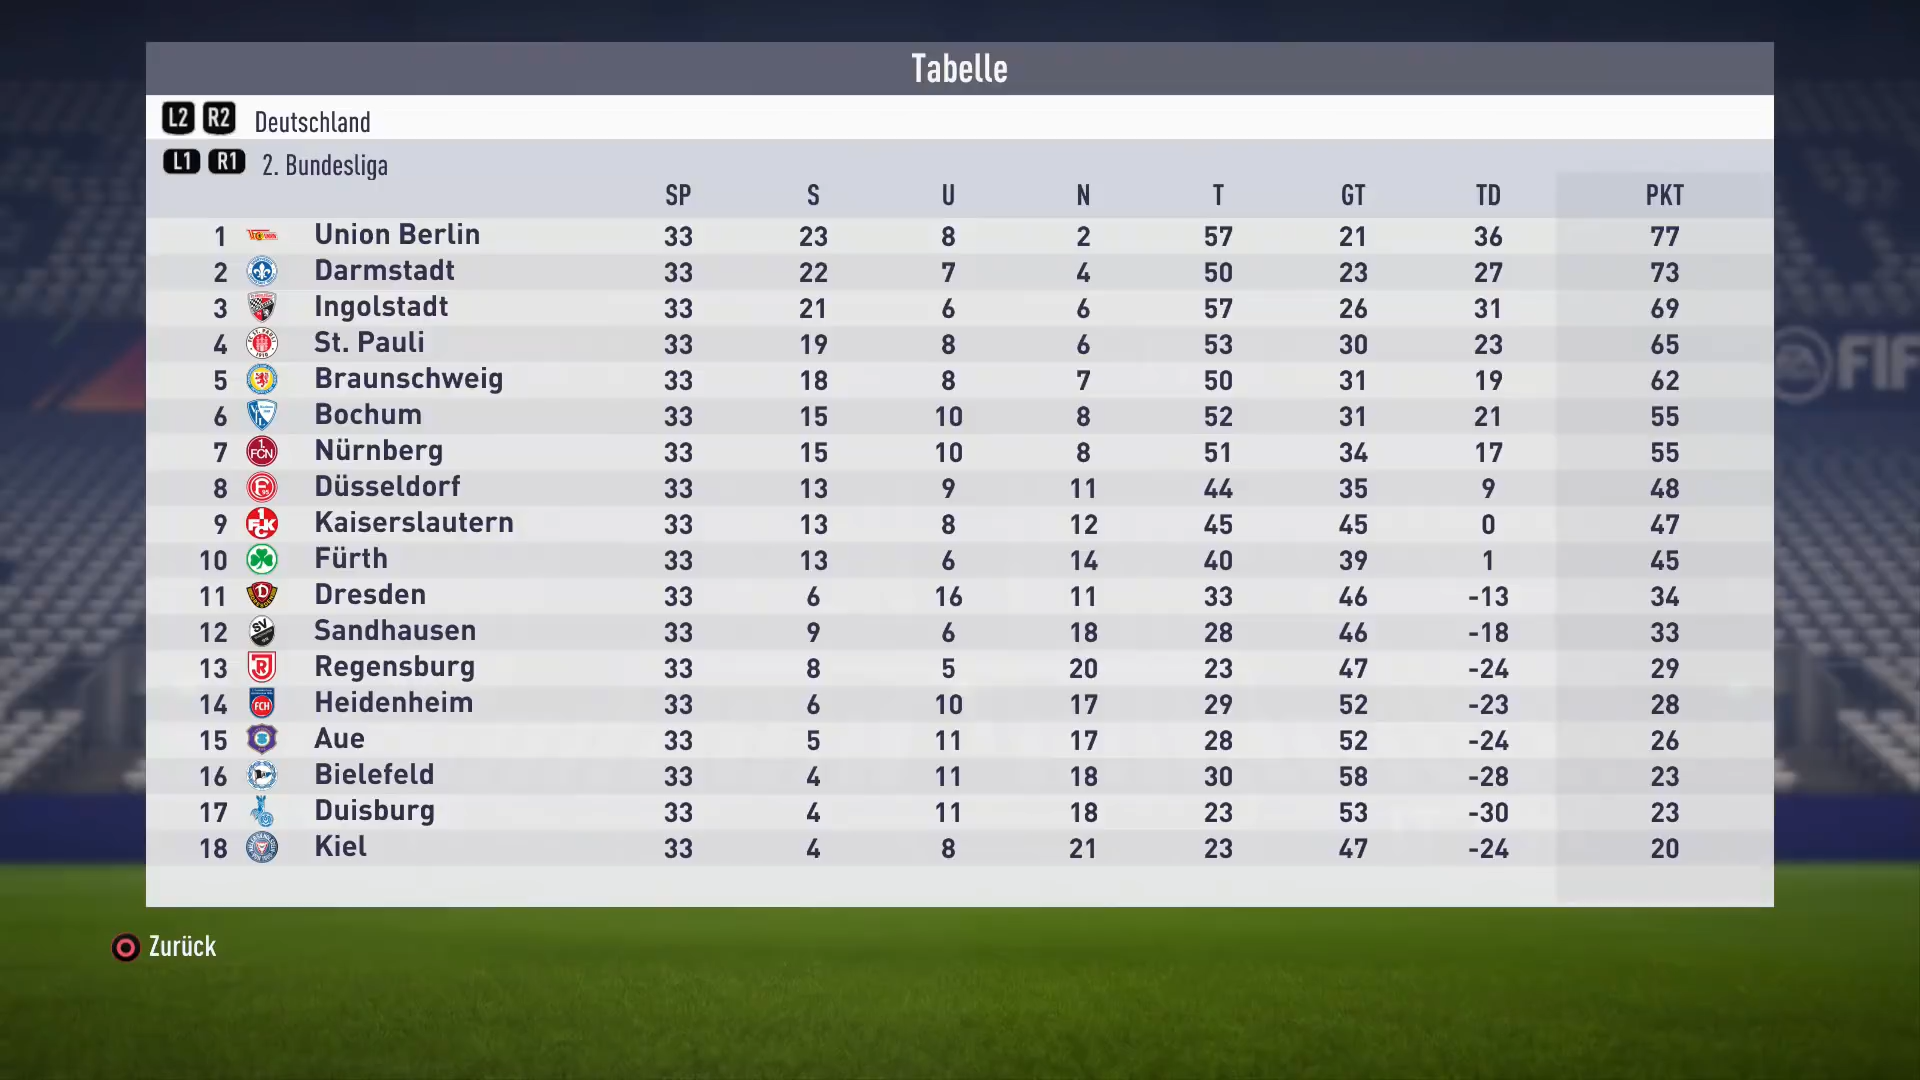 Tabelle
L2 R2 Deutschland
L1 R1 2. Bundesliga
SP S U N T GT TD PKT
1 Union Berlin 33 23 8 2 57 21 36 77
2 Darmstadt 33 22 7 4 50 23 27 73
3 Ingolstadt 33 21 6 6 57 26 31 69
4 St. Pauli 33 19 8 6 53 30 23 65
5 Braunschweig 33 18 8 7 50 31 19 62
6 Bochum 33 15 10 8 52 31 21 55
7 Nürnberg 33 15 10 8 51 34 17 55
8 Düsseldorf 33 13 9 11 44 35 9 48
9 Kaiserslautern 33 13 8 12 45 45 0 47
10 Fürth 33 13 6 14 40 39 1 45
11 Dresden 33 6 16 11 33 46 -13 34
12 Sandhausen 33 9 6 18 28 46 -18 33
13 Regensburg 33 8 5 20 23 47 -24 29
14 Heidenheim 33 6 10 17 29 52 -23 28
15 Aue 33 5 11 17 28 52 -24 26
16 Bielefeld 33 4 11 18 30 58 -28 23
17 Duisburg 33 4 11 18 23 53 -30 23
18 Kiel 33 4 8 21 23 47 -24 20
EA FIF
Zurück